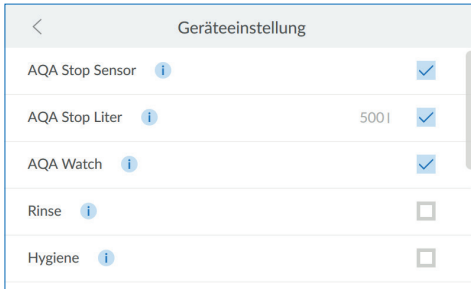 Geräteeinstellung
AQA Stop Sensor i
AQA Stop Liter i 500 l
AQA Watch i
Rinse i
Hygiene i